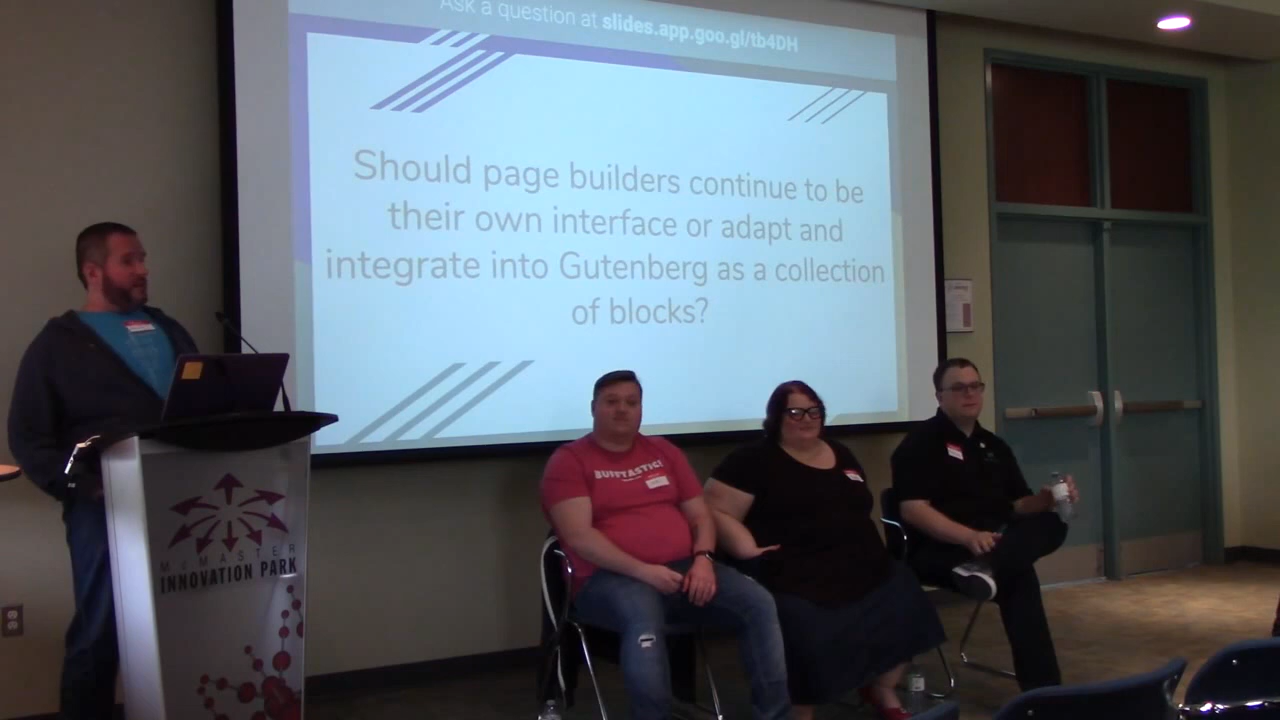 Ask a question at slides.app.goo.gl/tb4DH
Should page builders continue to be
their own interface or adapt and
integrate into Gutenberg as a collection
of blocks?
BUFFTASTIC!
McMASTER
INNOVATION PARK